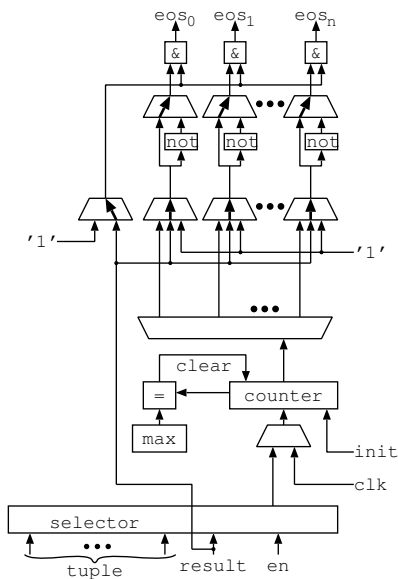 eos0 eos1 eosn
& & &
not not not
'1' '1'
clear
= counter
max
init
clk
selector
result en
tuple